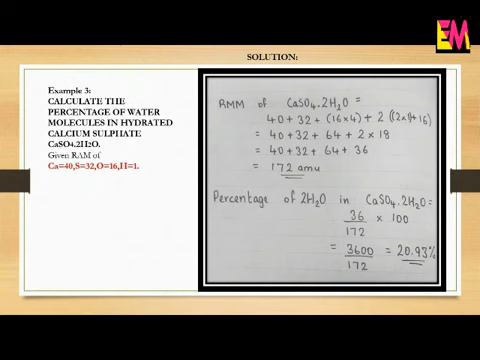 EM
SOLUTION:
Example 3:
CALCULATE THE
PERCENTAGE OF WATER
MOLECULES IN HYDRATED
CALCIUM SULPHATE
CaSO4.2H2O.
Given RAM of
Ca=40,S=32,O=16,H=1.
RMM of CaSO₄.2H₂O =
40+32+(16×4)+2((2×1)+16)
= 40+32+64+2×18
= 40+32+64+36
= 172 amu
Percentage of 2H₂O in CaSO₄.2H₂O=
36/172 × 100
= 3600/172 = 20.93%